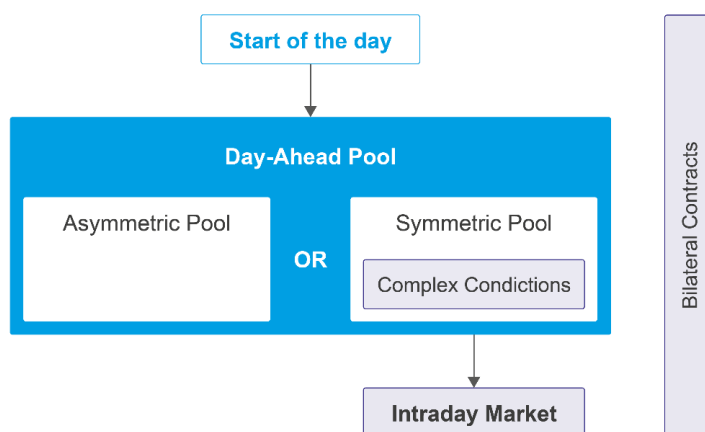 Start of the day
Day-Ahead Pool
Asymmetric Pool
OR
Symmetric Pool
Complex Condictions
Intraday Market
Bilateral Contracts